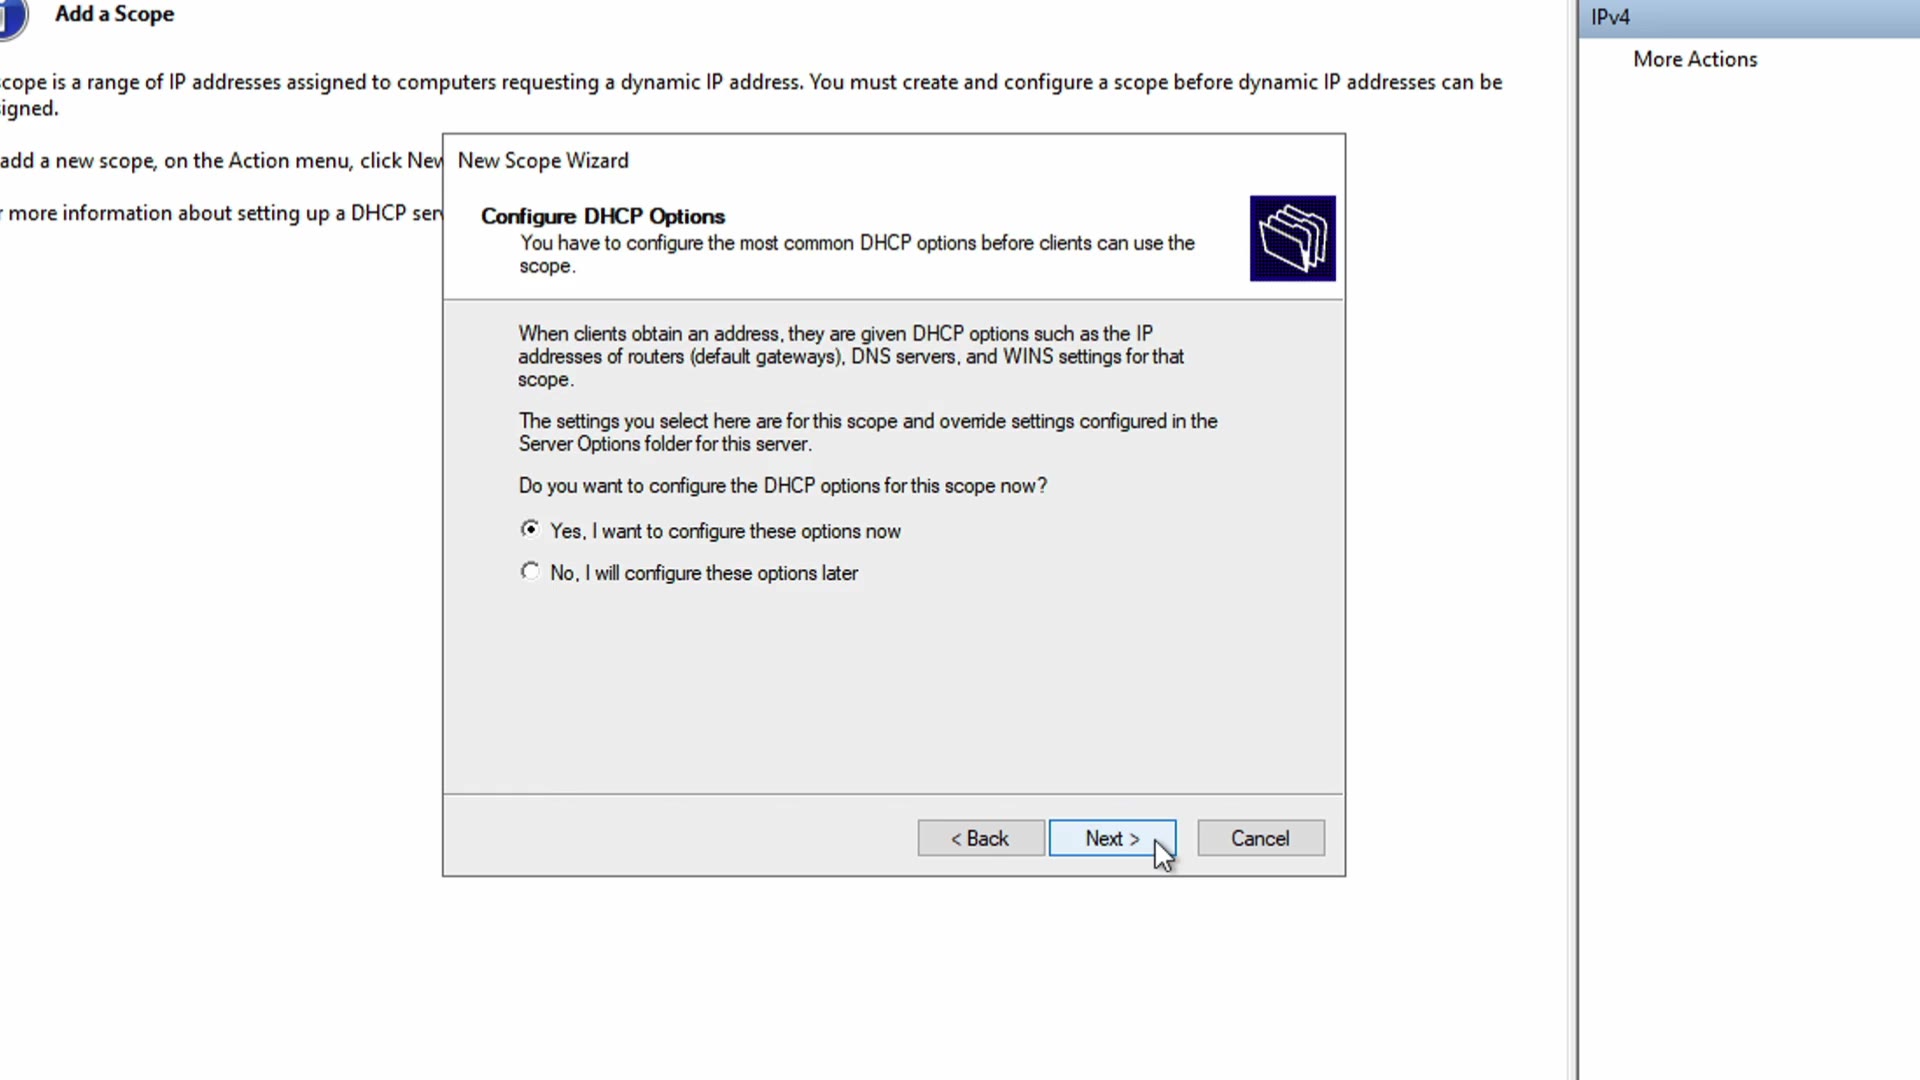 Add a Scope
IPv4
More Actions
cope is a range of IP addresses assigned to computers requesting a dynamic IP address. You must create and configure a scope before dynamic IP addresses can be
igned.
add a new scope, on the Action menu, click New
r more information about setting up a DHCP serv
New Scope Wizard
Configure DHCP Options
You have to configure the most common DHCP options before clients can use the
scope.
When clients obtain an address, they are given DHCP options such as the IP
addresses of routers (default gateways), DNS servers, and WINS settings for that
scope.
The settings you select here are for this scope and override settings configured in the
Server Options folder for this server.
Do you want to configure the DHCP options for this scope now?
Yes, I want to configure these options now
No, I will configure these options later
< Back
Next >
Cancel